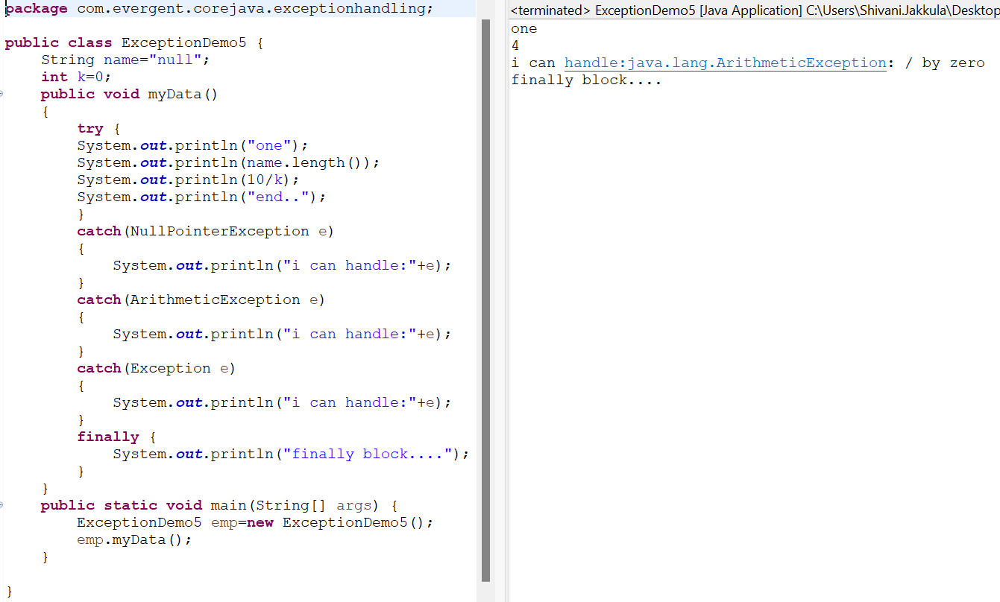 package com.evergent.corejava.exceptionhandling;
public class ExceptionDemo5 {
String name="null";
int k=0;
public void myData()
{
try {
System.out.println("one");
System.out.println(name.length());
System.out.println(10/k);
System.out.println("end..");
}
catch(NullPointerException e)
{
System.out.println("i can handle:"+e);
}
catch(ArithmeticException e)
{
System.out.println("i can handle:"+e);
}
catch(Exception e)
{
System.out.println("i can handle:"+e);
}
finally {
System.out.println("finally block....");
}
}
public static void main(String[] args) {
ExceptionDemo5 emp=new ExceptionDemo5();
emp.myData();
}
}
<terminated> ExceptionDemo5 [Java Application] C:\Users\Shivani.Jakkula\Desktop
one
4
i can handle:java.lang.ArithmeticException: / by zero
finally block....